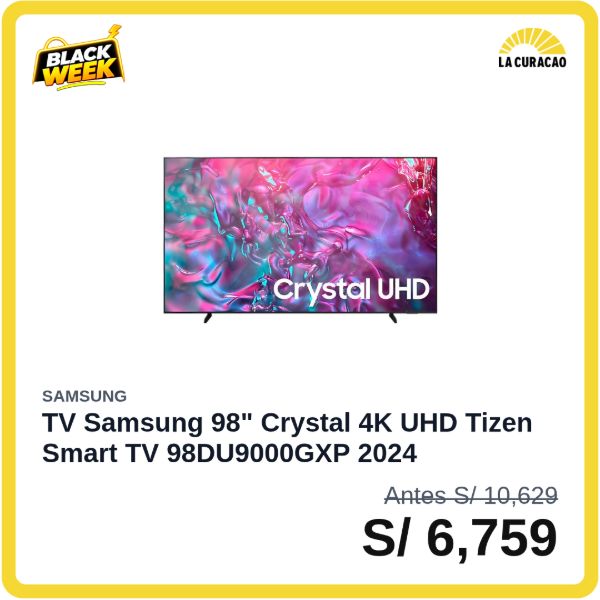 BLACK
WEEK
LA CURACAO
Crystal UHD
SAMSUNG
TV Samsung 98" Crystal 4K UHD Tizen
Smart TV 98DU9000GXP 2024
Antes S/ 10,629
S/ 6,759